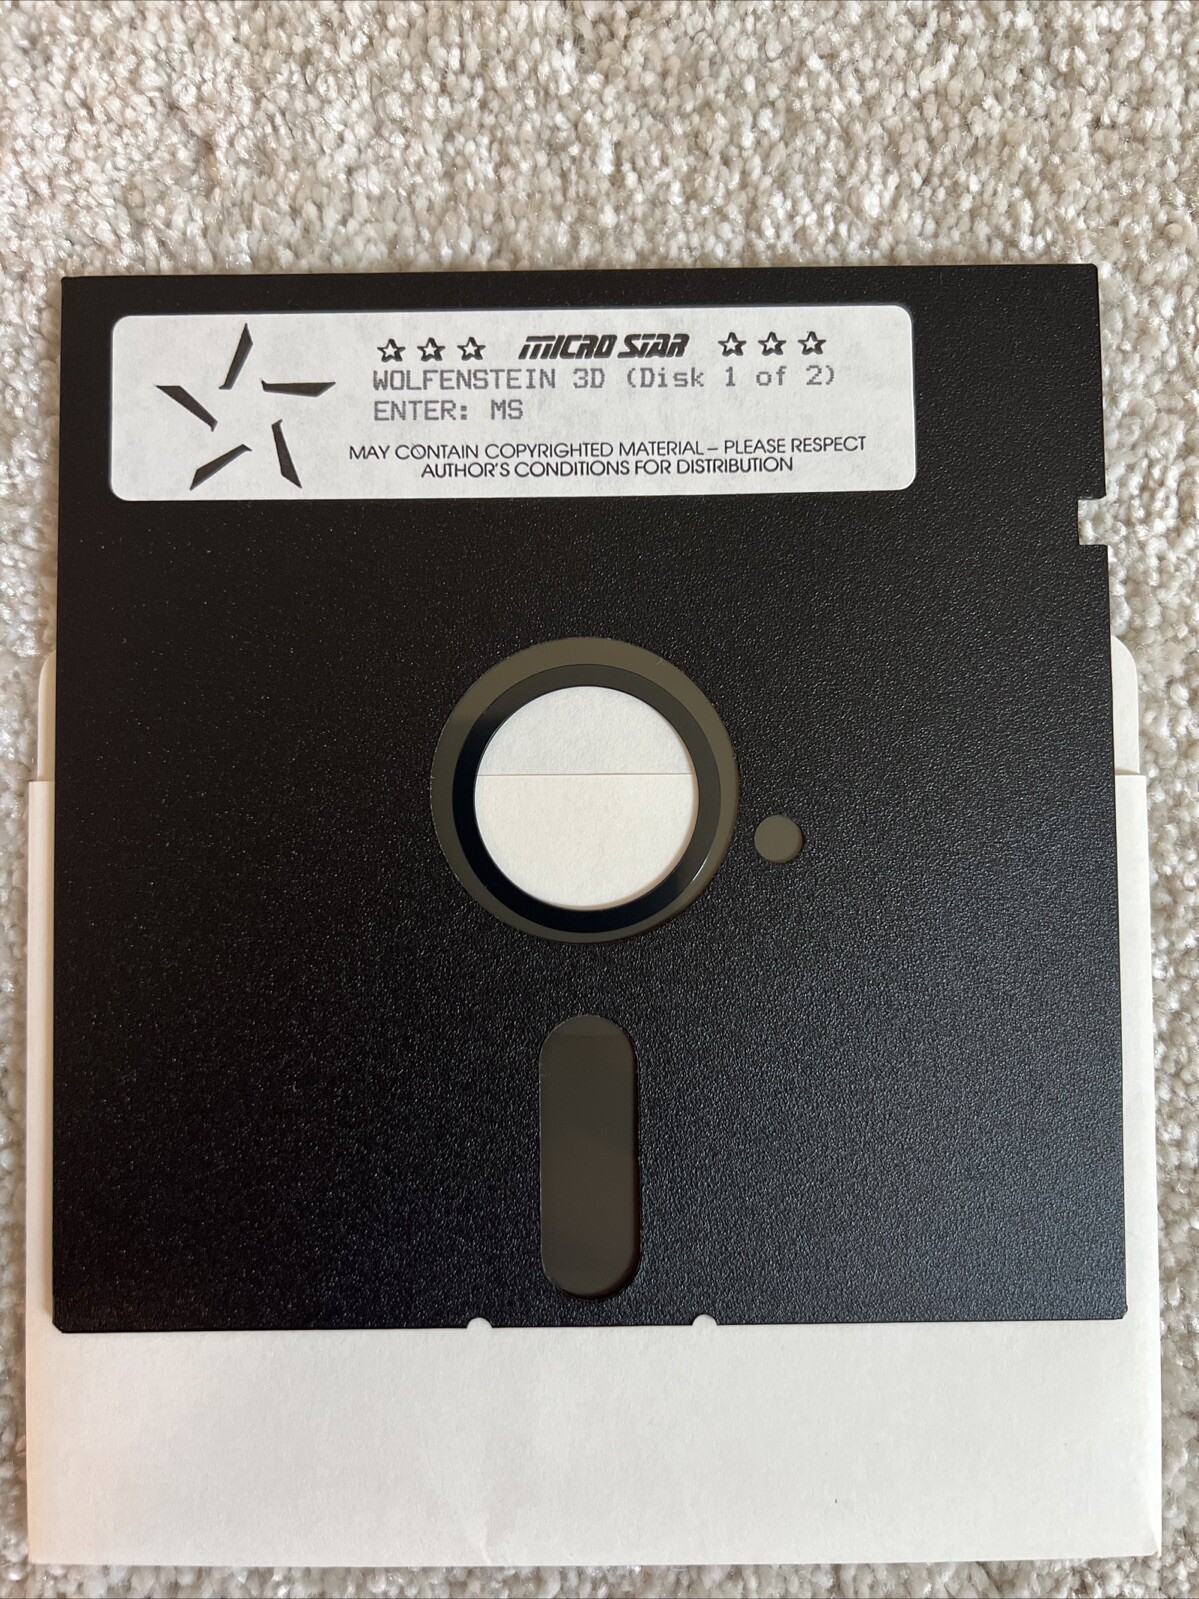 ☆ ☆ ☆ MICRO STAR ☆ ☆ ☆
WOLFENSTEIN 3D (Disk 1 of 2)
ENTER: MS
MAY CONTAIN COPYRIGHTED MATERIAL – PLEASE RESPECT
AUTHOR'S CONDITIONS FOR DISTRIBUTION